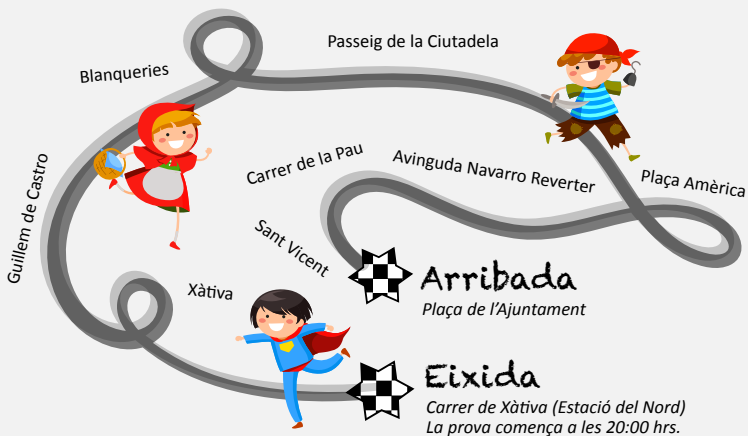 Passeig de la Ciutadela
Blanqueries
Carrer de la Pau
Avinguda Navarro Reverter
Plaça Amèrica
Guillem de Castro
Sant Vicent
Xàtiva
Arribada
Plaça de l'Ajuntament
Eixida
Carrer de Xàtiva (Estació del Nord)
La prova comença a les 20:00 hrs.